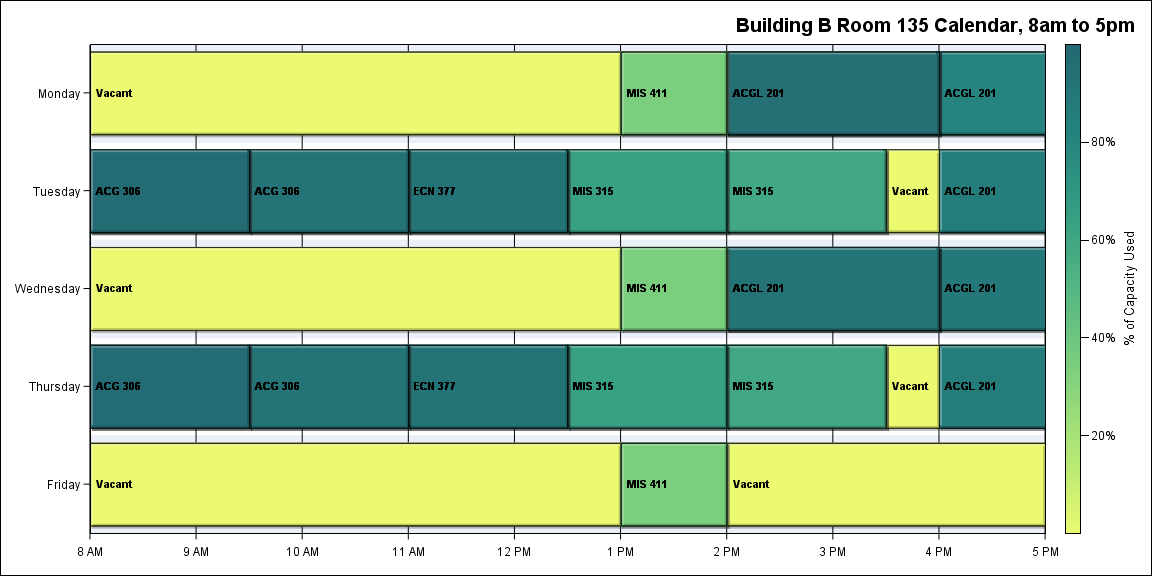 Building B Room 135 Calendar, 8am to 5pm
Monday
Vacant
MIS 411
ACGL 201
ACGL 201
Tuesday
ACG 306
ACG 306
ECN 377
MIS 315
MIS 315
Vacant
ACGL 201
Wednesday
Vacant
MIS 411
ACGL 201
ACGL 201
Thursday
ACG 306
ACG 306
ECN 377
MIS 315
MIS 315
Vacant
ACGL 201
Friday
Vacant
MIS 411
Vacant
8 AM
9 AM
10 AM
11 AM
12 PM
1 PM
2 PM
3 PM
4 PM
5 PM
80%
60%
40%
20%
% of Capacity Used